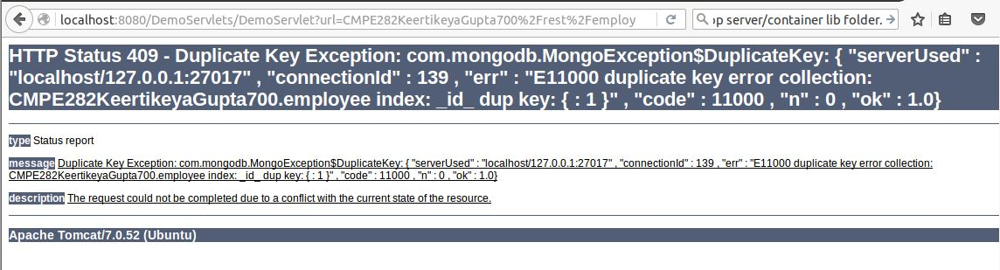 localhost:8080/DemoServlets/DemoServlet?url=CMPE282KeertikeyaGupta700%2Frest%2Femploy
pp server/container lib folder.
HTTP Status 409 - Duplicate Key Exception: com.mongodb.MongoException$DuplicateKey: { "serverUsed" :
"localhost/127.0.0.1:27017" , "connectionId" : 139 , "err" : "E11000 duplicate key error collection:
CMPE282KeertikeyaGupta700.employee index: _id_ dup key: { : 1 }" , "code" : 11000 , "n" : 0 , "ok" : 1.0}
type Status report
message Duplicate Key Exception: com.mongodb.MongoException$DuplicateKey: { "serverUsed" : "localhost/127.0.0.1:27017" , "connectionId" : 139 , "err" : "E11000 duplicate key error collection:
CMPE282KeertikeyaGupta700.employee index: _id_ dup key: { : 1 }" , "code" : 11000 , "n" : 0 , "ok" : 1.0}
description The request could not be completed due to a conflict with the current state of the resource.
Apache Tomcat/7.0.52 (Ubuntu)